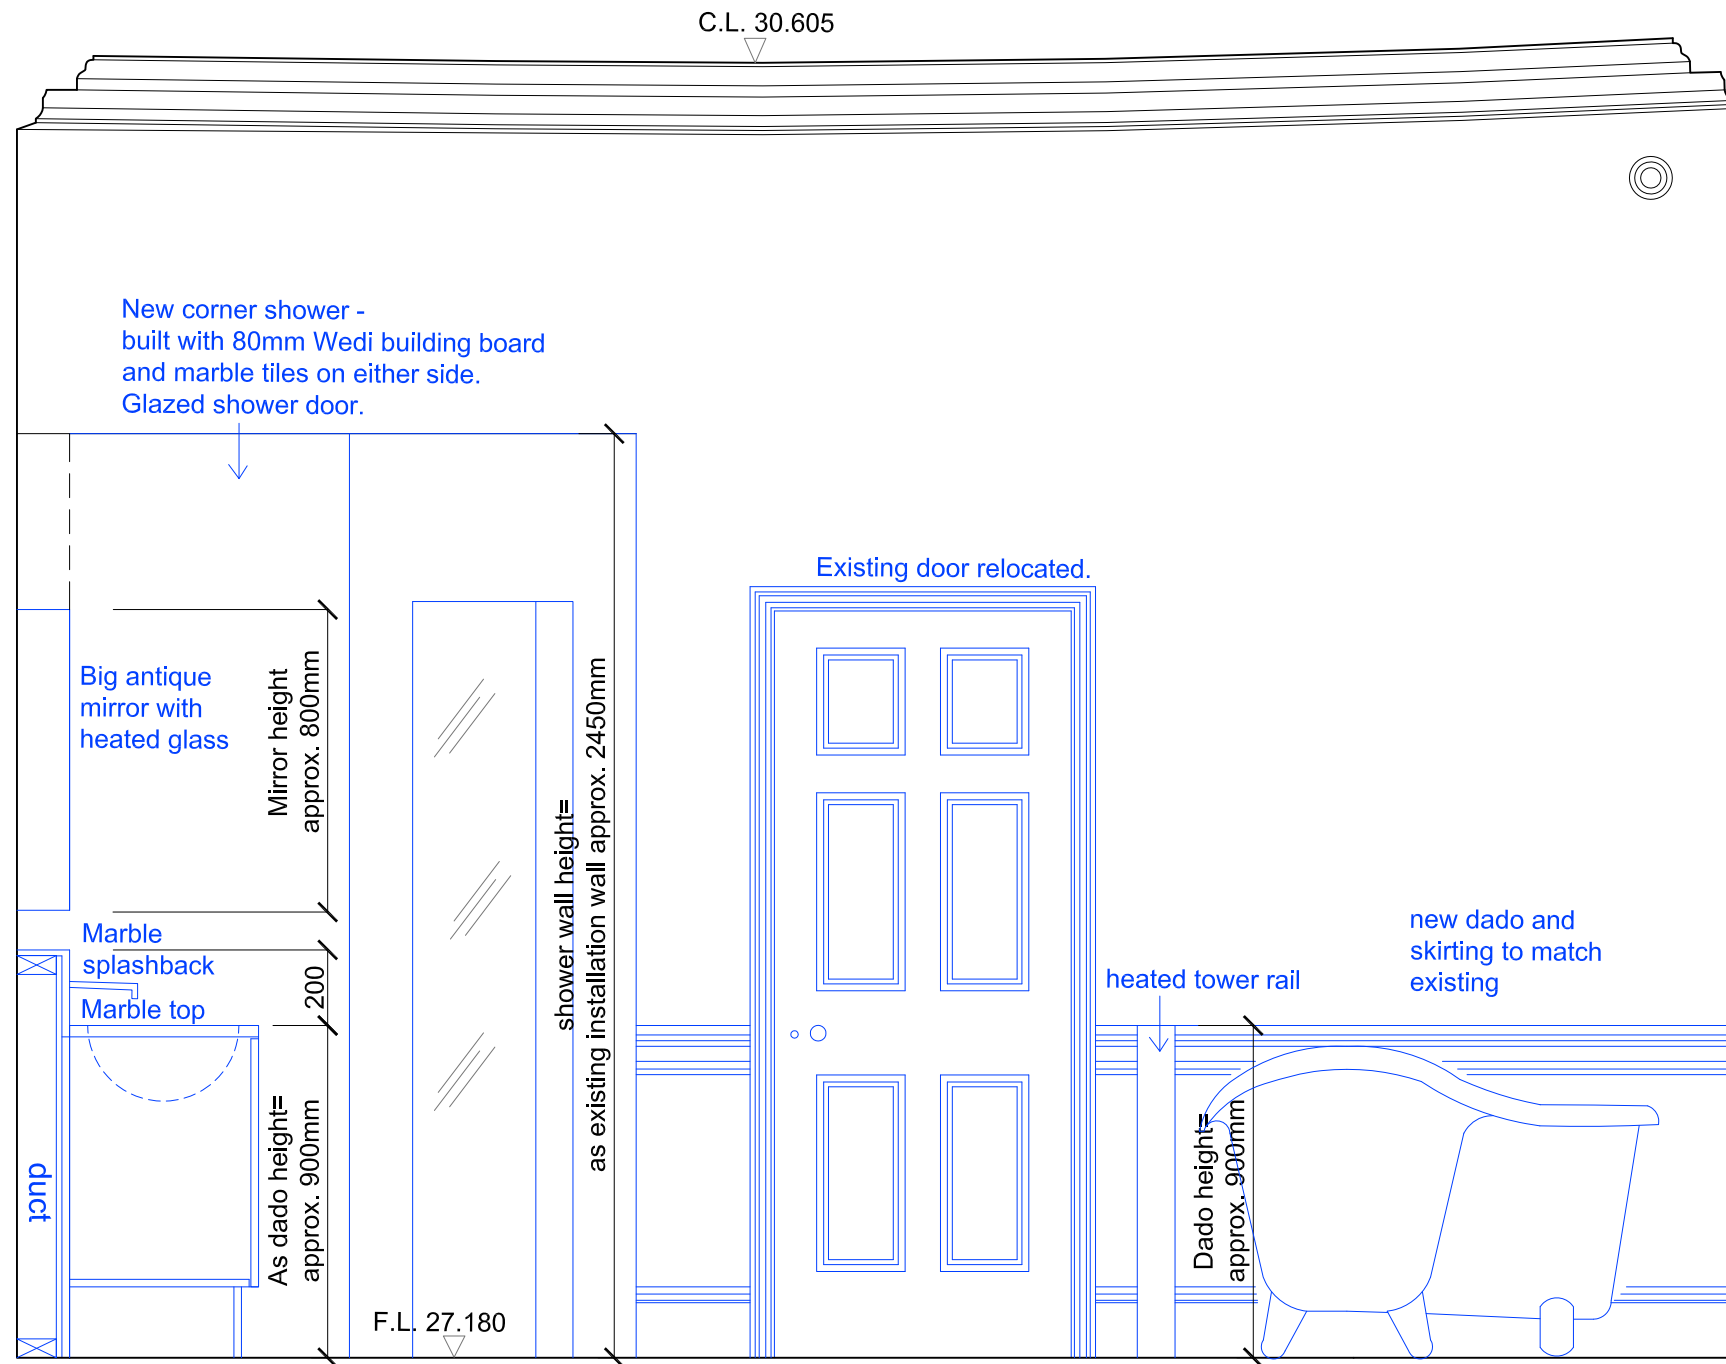 C.L. 30.605
New corner shower -
built with 80mm Wedi building board
and marble tiles on either side.
Glazed shower door.
Existing door relocated.
Big antique
mirror with
heated glass
Mirror height
approx. 800mm
shower wall height=
as existing installation wall approx. 2450mm
Marble
splashback
Marble top
200
heated tower rail
new dado and
skirting to match
existing
duct
As dado height=
approx. 900mm
Dado height=
approx. 900mm
F.L. 27.180